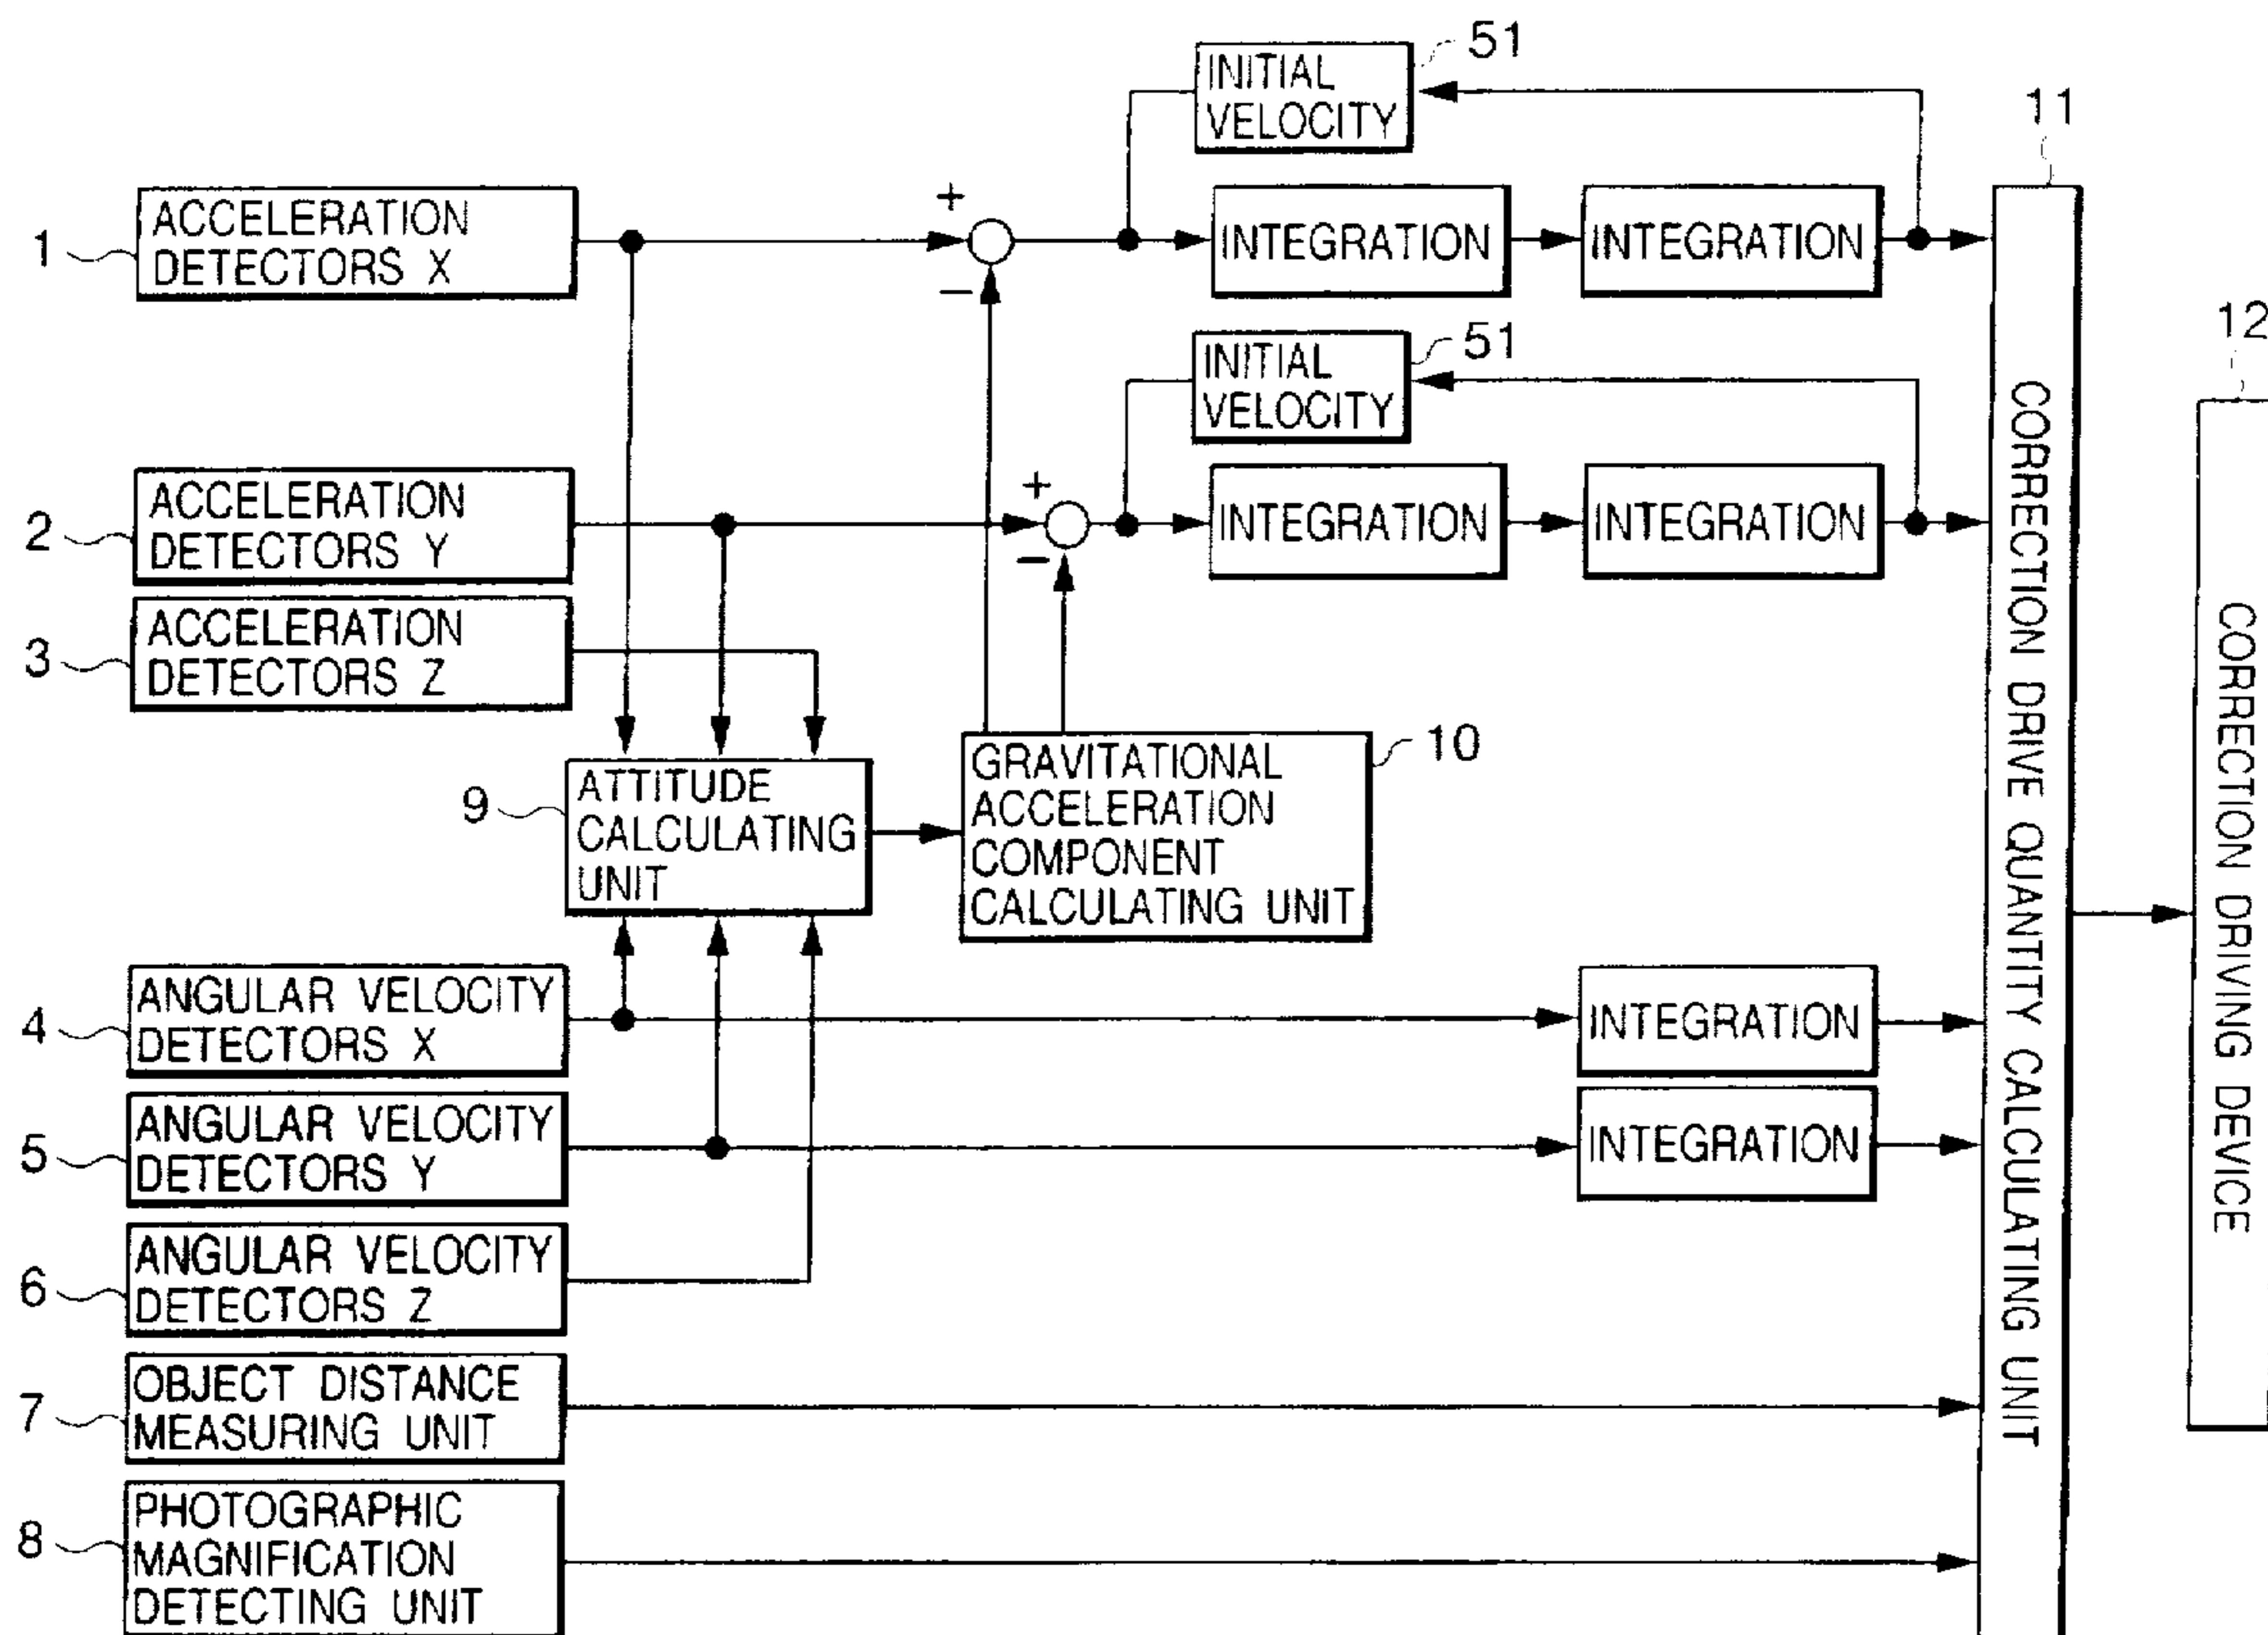 51
INITIAL
VELOCITY
11
1
ACCELERATION
DETECTORS X
+
−
INTEGRATION
INTEGRATION
12
51
INITIAL
VELOCITY
2
ACCELERATION
DETECTORS Y
+
−
INTEGRATION
INTEGRATION
3
ACCELERATION
DETECTORS Z
9
ATTITUDE
CALCULATING
UNIT
10
GRAVITATIONAL
ACCELERATION
COMPONENT
CALCULATING UNIT
4
ANGULAR VELOCITY
DETECTORS X
INTEGRATION
5
ANGULAR VELOCITY
DETECTORS Y
INTEGRATION
6
ANGULAR VELOCITY
DETECTORS Z
7
OBJECT DISTANCE
MEASURING UNIT
8
PHOTOGRAPHIC
MAGNIFICATION
DETECTING UNIT
CORRECTION DRIVE QUANTITY CALCULATING UNIT
CORRECTION DRIVING DEVICE